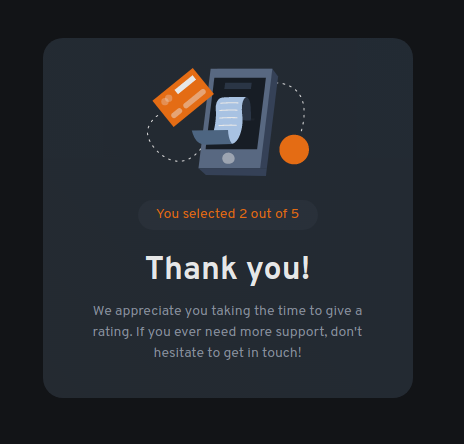 You selected 2 out of 5
Thank you!
We appreciate you taking the time to give a
rating. If you ever need more support, don't
hesitate to get in touch!